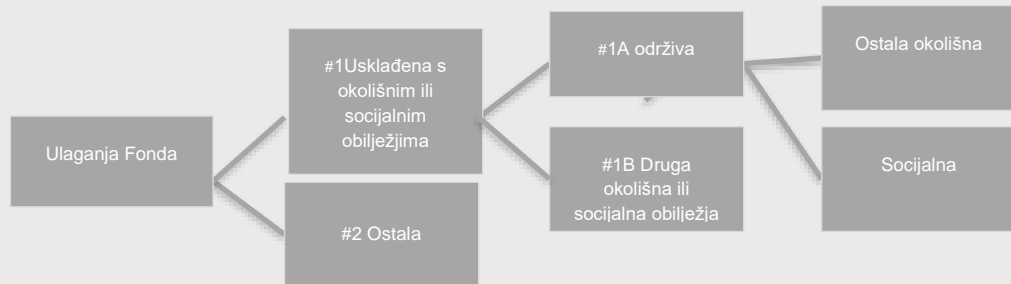 Ulaganja Fonda
#1Usklađena s
okolišnim ili
socijalnim
obilježjima
#2 Ostala
#1A održiva
#1B Druga
okolišna ili
socijalna obilježja
Ostala okolišna
Socijalna